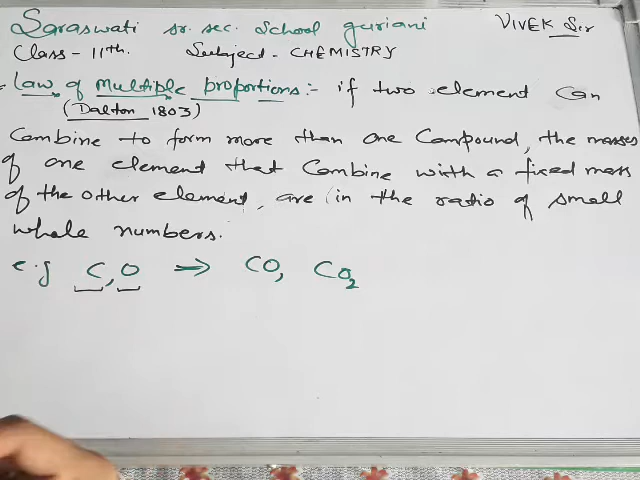 Saraswati sr. sec. School guriani VIVEK Sir
Class - 11th. Subject - CHEMISTRY
Law of Multiple proportions :- if two element can
(Dalton 1803)
Combine to form more than one Compound, the masses
of one element that Combine with a fixed mass
of the other element, are in the ratio of small
whole numbers.
e.g C, O ⇒ CO, CO₂